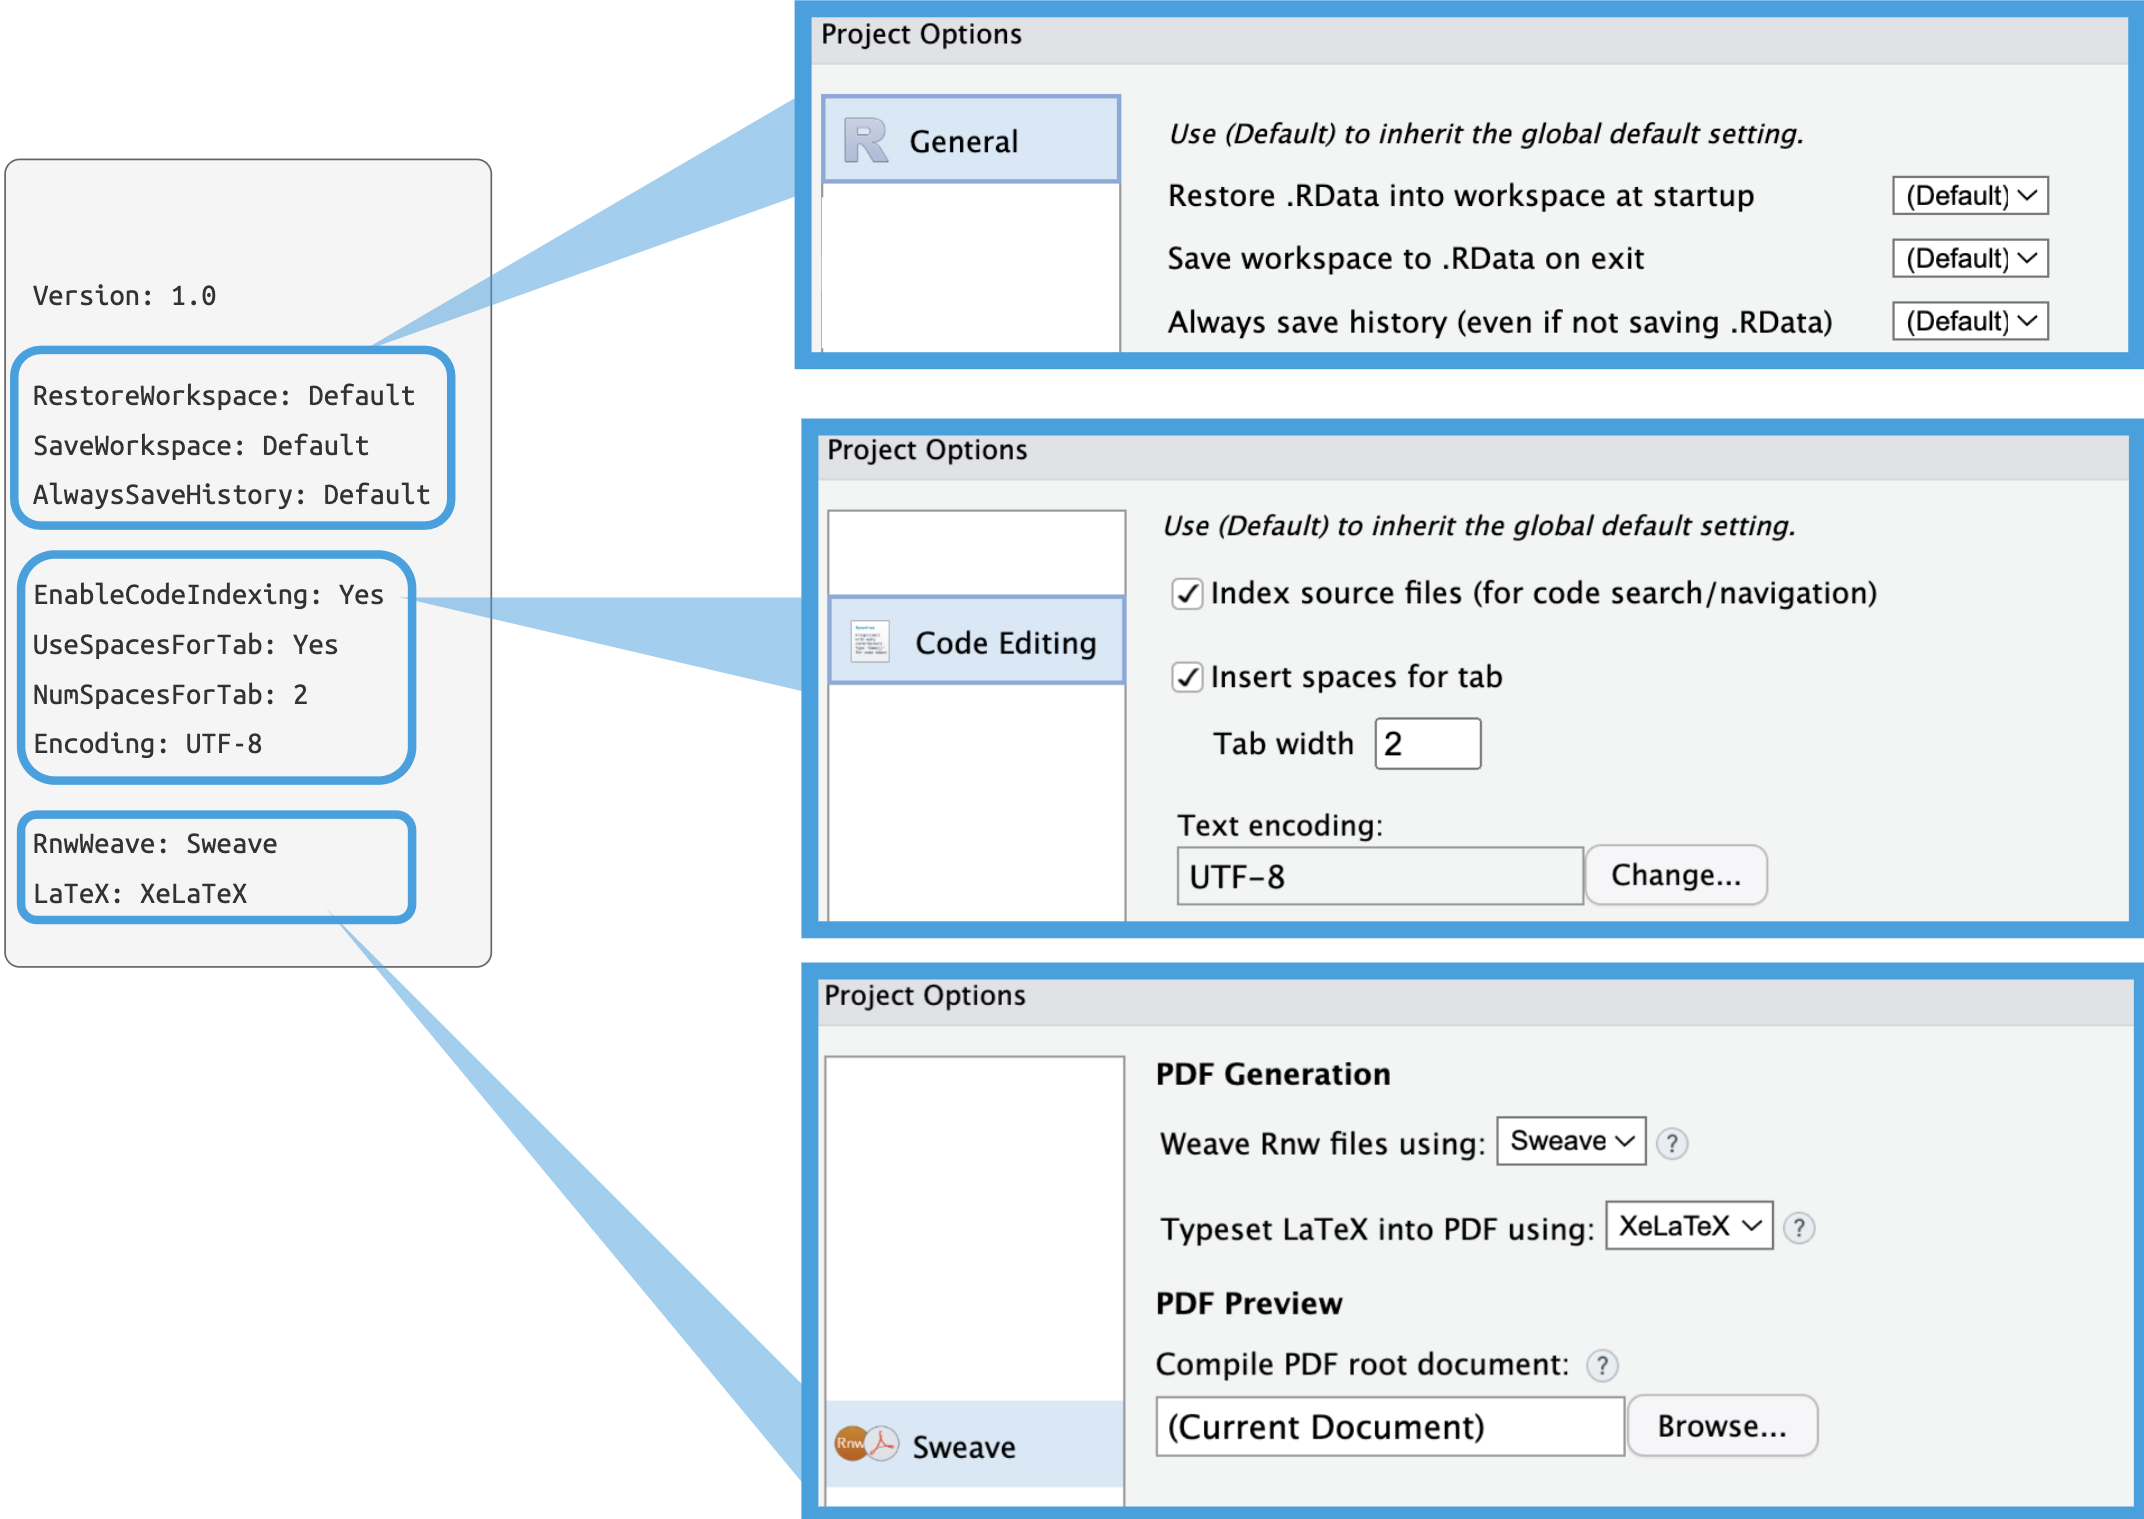 Version: 1.0
RestoreWorkspace: Default
SaveWorkspace: Default
AlwaysSaveHistory: Default
EnableCodeIndexing: Yes
UseSpacesForTab: Yes
NumSpacesForTab: 2
Encoding: UTF-8
RnwWeave: Sweave
LaTeX: XeLaTeX
Project Options
R General
Use (Default) to inherit the global default setting.
Restore .RData into workspace at startup (Default)
Save workspace to .RData on exit (Default)
Always save history (even if not saving .RData) (Default)
Project Options
Code Editing
Use (Default) to inherit the global default setting.
Index source files (for code search/navigation)
Insert spaces for tab
Tab width 2
Text encoding:
UTF-8 Change...
Project Options
Rnw Sweave
PDF Generation
Weave Rnw files using: Sweave ?
Typeset LaTeX into PDF using: XeLaTeX ?
PDF Preview
Compile PDF root document: ?
(Current Document) Browse...